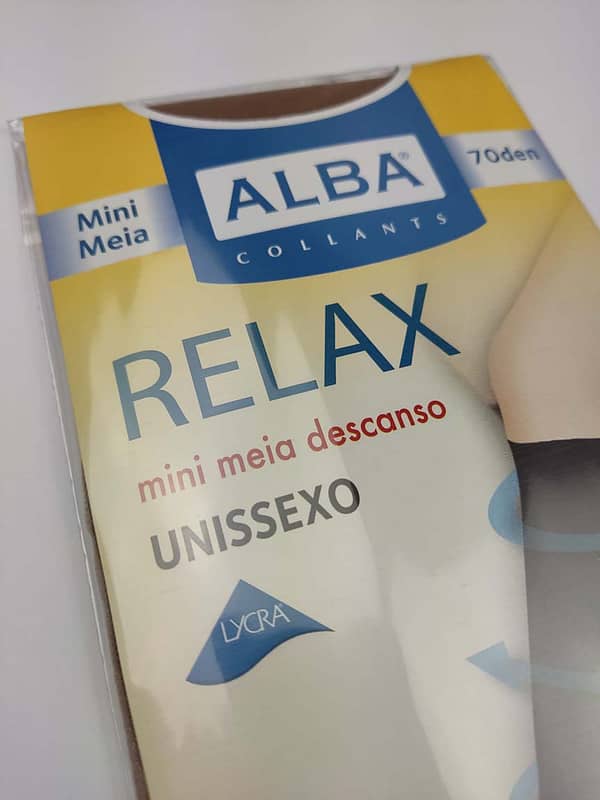 Mini
Meia
ALBA®
COLLANTS
70den
RELAX
mini meia descanso
UNISSEXO
LYCRA®